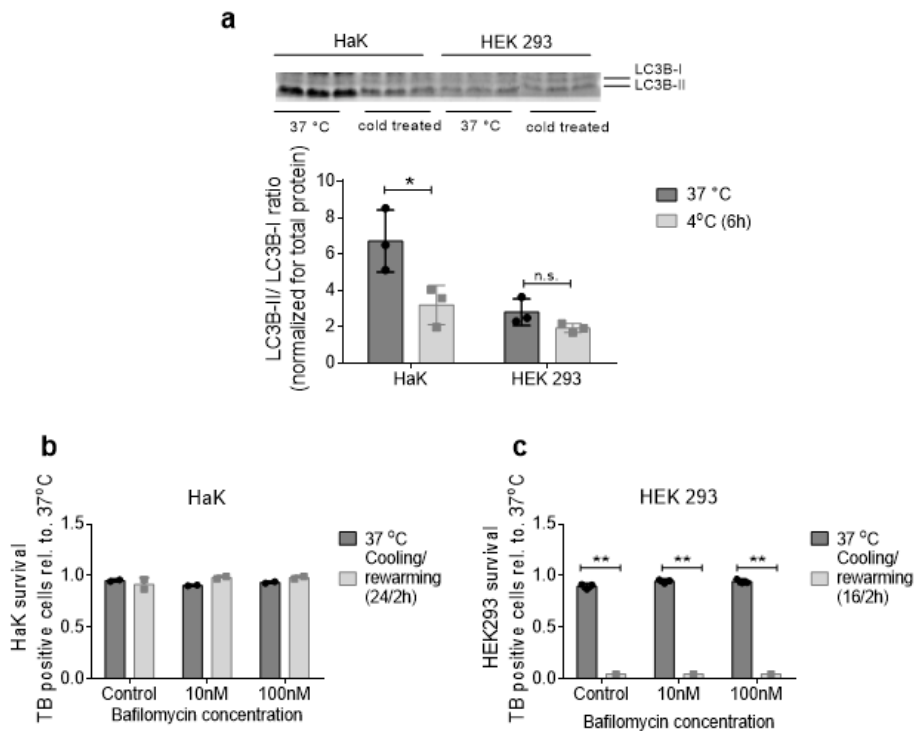 a
HaK HEK 293
LC3B-I
LC3B-II
37 °C cold treated 37 °C cold treated
LC3B-II/ LC3B-I ratio
(normalized for total protein)
10
8
6
4
2
0
*
n.s.
HaK HEK 293
37 °C
4°C (6h)
b
HaK
HaK survival
TB positive cells rel. to. 37°C
1.5
1.0
0.5
0.0
Control 10nM 100nM
Bafilomycin concentration
37 °C
Cooling/
rewarming
(24/2h)
c
HEK 293
HEK293 survival
TB positive cells rel. to. 37°C
1.5
1.0
0.5
0.0
** ** **
Control 10nM 100nM
Bafilomycin concentration
37 °C
Cooling/
rewarming
(16/2h)